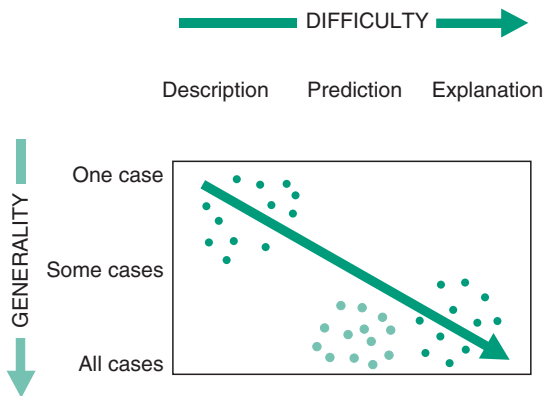 DIFFICULTY
Description Prediction Explanation
GENERALITY
One case
Some cases
All cases